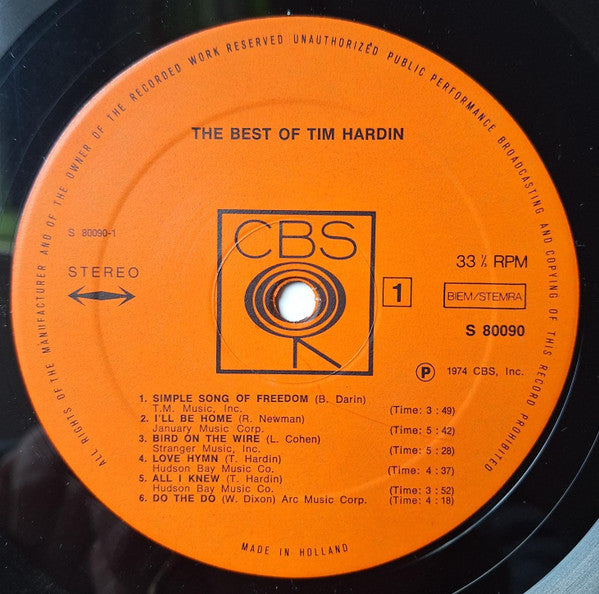 ALL RIGHTS OF THE MANUFACTURER AND OF THE OWNER OF THE RECORDED WORK RESERVED UNAUTHORIZED PUBLIC PERFORMANCE BROADCASTING AND COPYING OF THIS RECORD PROHIBITED
THE BEST OF TIM HARDIN
S 80090-1
STEREO
CBS
1
33 ⅓ RPM
BIEM/STEMRA
S 80090
Ⓟ 1974 CBS, Inc.
1. SIMPLE SONG OF FREEDOM (B. Darin)
T.M. Music, Inc. (Time: 3 : 49)
2. I'LL BE HOME (R. Newman)
January Music Corp. (Time: 5 : 42)
3. BIRD ON THE WIRE (L. Cohen)
Stranger Music, Inc. (Time: 5 : 28)
4. LOVE HYMN (T. Hardin)
Hudson Bay Music Co. (Time: 4 : 37)
5. ALL I KNEW (T. Hardin)
Hudson Bay Music Co. (Time: 3 : 52)
6. DO THE DO (W. Dixon) Arc Music Corp. (Time: 4 : 18)
MADE IN HOLLAND